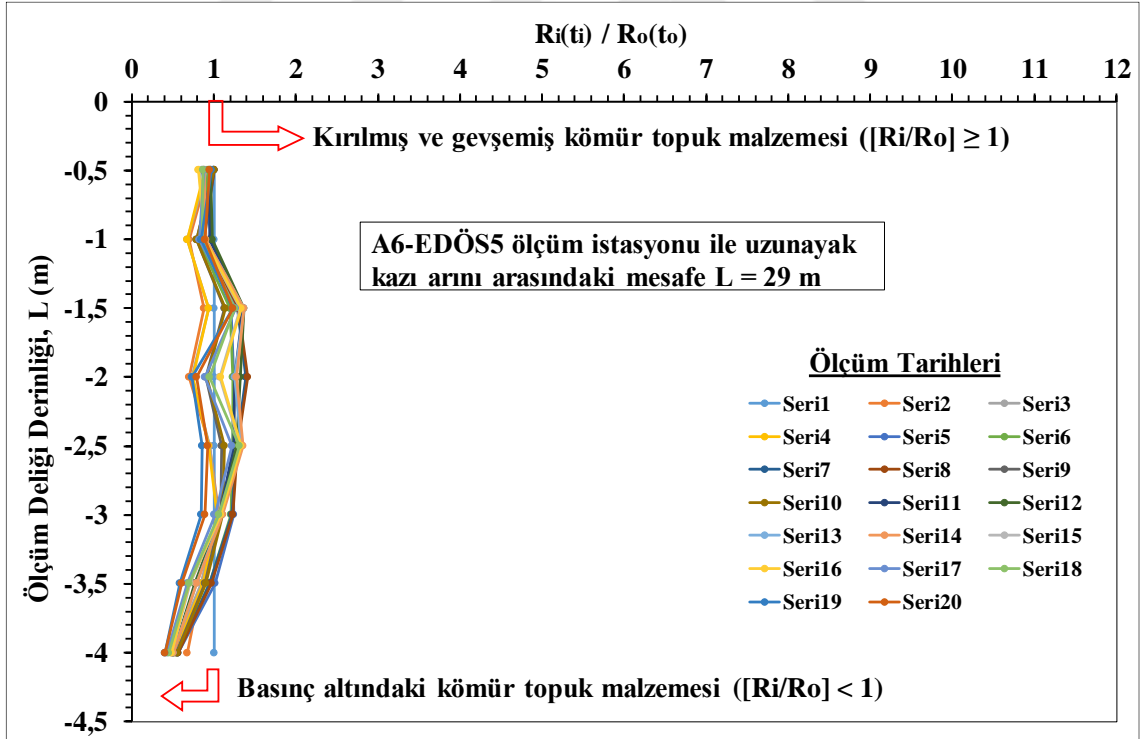 Ri(ti) / Ro(to)
0 1 2 3 4 5 6 7 8 9 10 11 12
0
Kırılmış ve gevşemiş kömür topuk malzemesi ([Ri/Ro] ≥ 1)
-0,5
-1
A6-EDÖS5 ölçüm istasyonu ile uzunayak
kazı arını arasındaki mesafe L = 29 m
-1,5
-2
-2,5
-3
-3,5
-4
-4,5
Ölçüm Deliği Derinliği, L (m)
Ölçüm Tarihleri
Seri1 Seri2 Seri3
Seri4 Seri5 Seri6
Seri7 Seri8 Seri9
Seri10 Seri11 Seri12
Seri13 Seri14 Seri15
Seri16 Seri17 Seri18
Seri19 Seri20
Basınç altındaki kömür topuk malzemesi ([Ri/Ro] < 1)